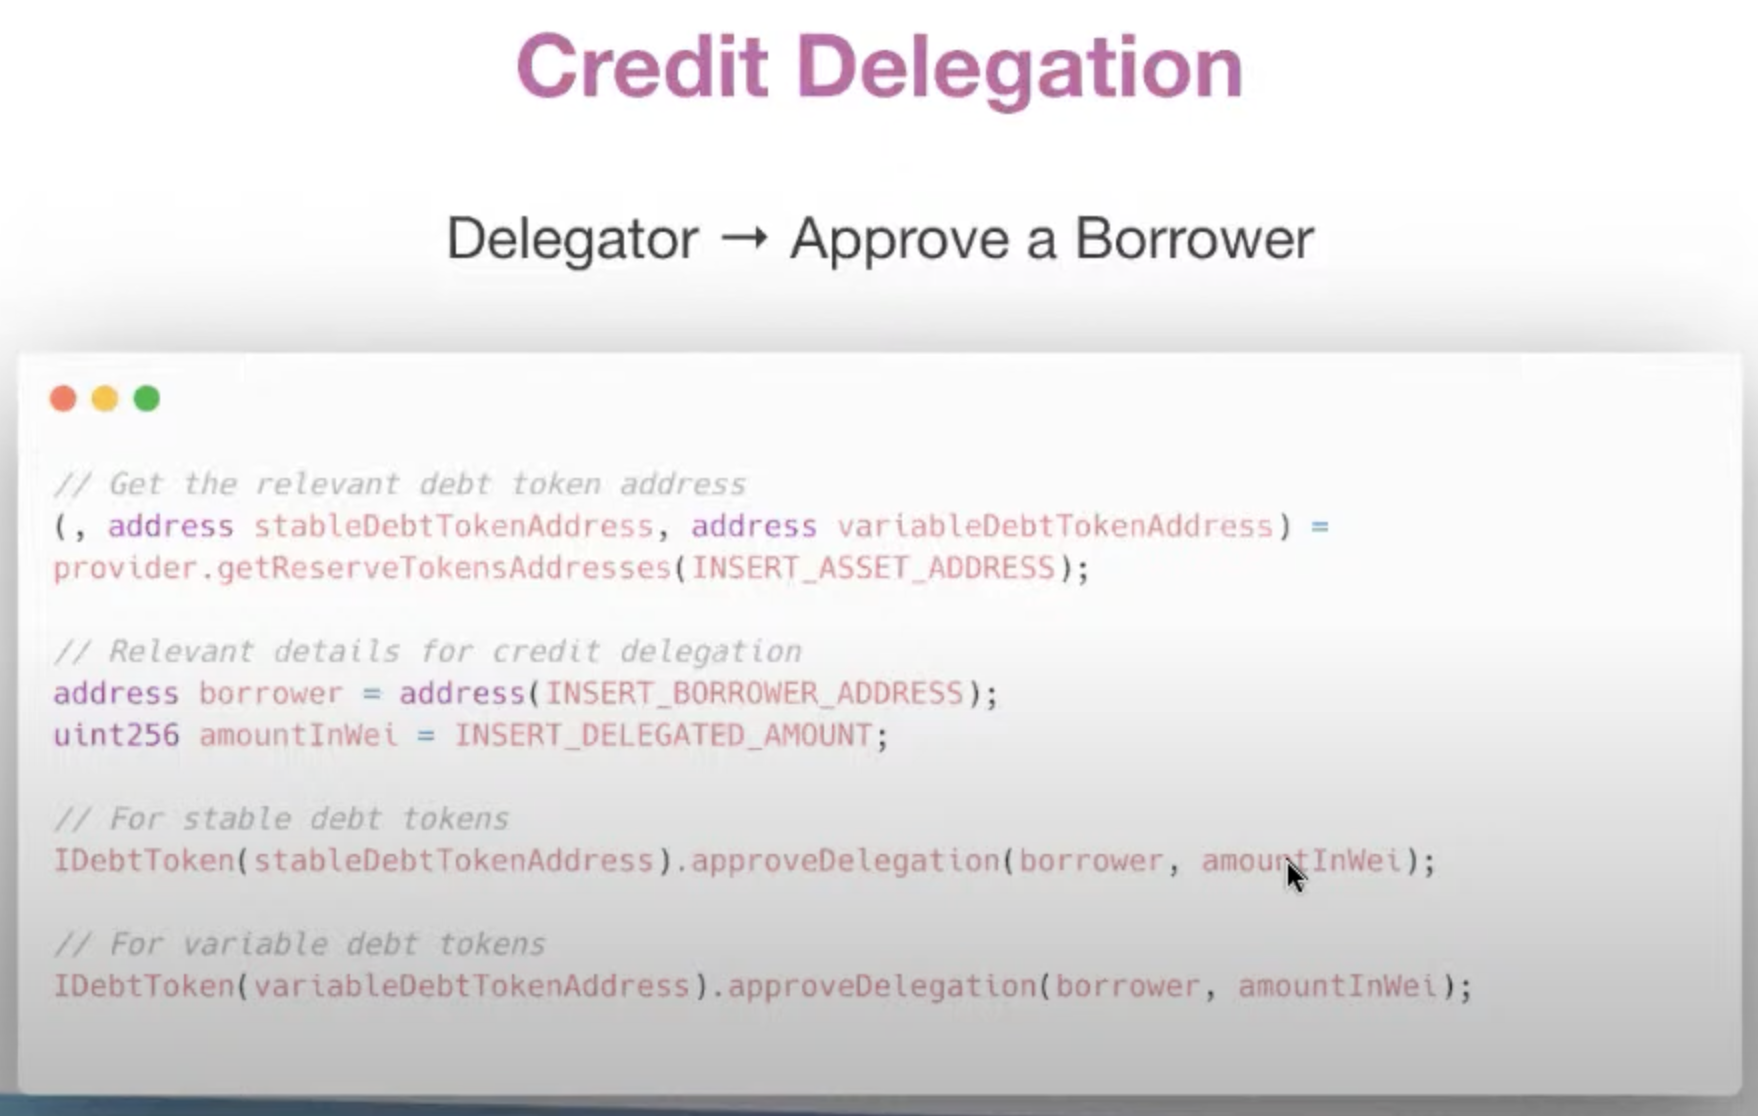 Credit Delegation
Delegator → Approve a Borrower
// Get the relevant debt token address
(, address stableDebtTokenAddress, address variableDebtTokenAddress) =
provider.getReserveTokensAddresses(INSERT_ASSET_ADDRESS);
// Relevant details for credit delegation
address borrower = address(INSERT_BORROWER_ADDRESS);
uint256 amountInWei = INSERT_DELEGATED_AMOUNT;
// For stable debt tokens
IDebtToken(stableDebtTokenAddress).approveDelegation(borrower, amountInWei);
// For variable debt tokens
IDebtToken(variableDebtTokenAddress).approveDelegation(borrower, amountInWei);